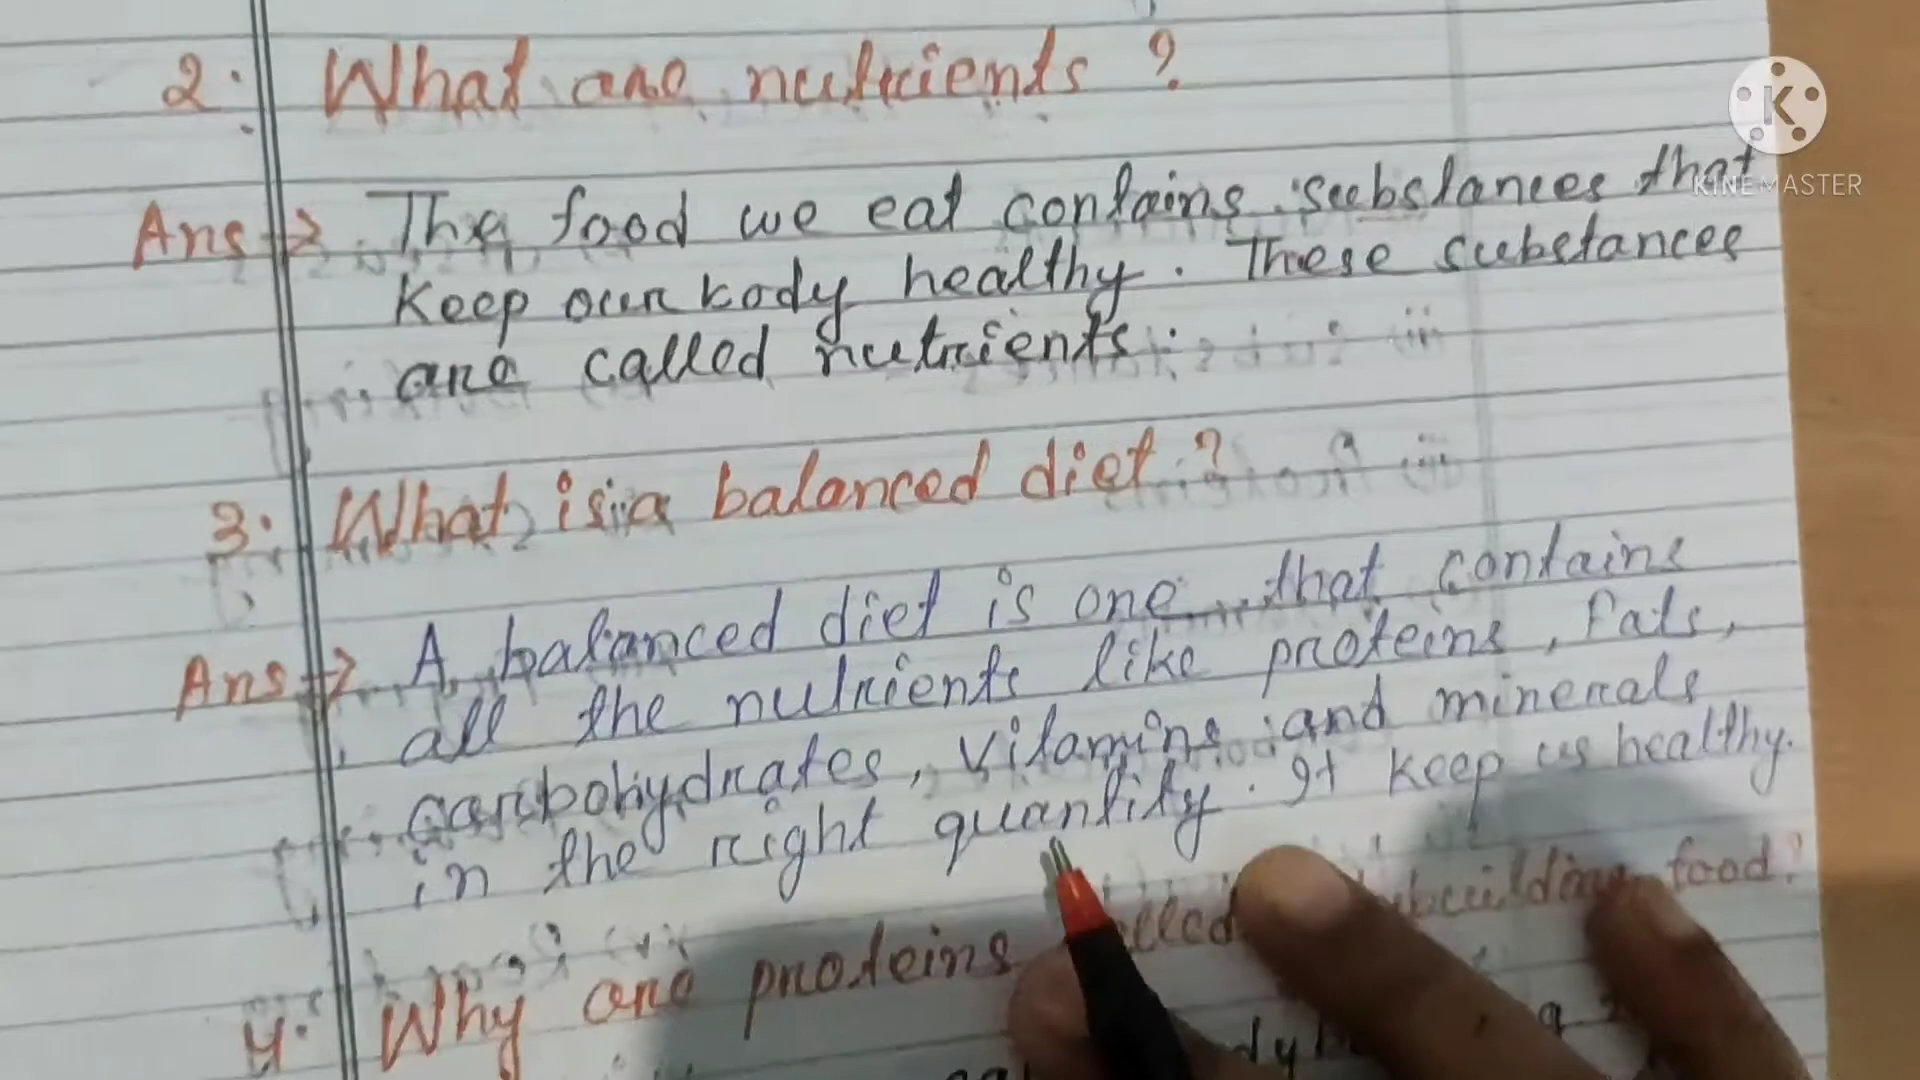 2. What are nutrients ?
KINEMASTER
Ans → The food we eat contains substances that
keep our body healthy. These substances
are called nutrients.
3. What is a balanced diet ?
Ans → A balanced diet is one that contains
all the nutrients like proteins, fats,
carbohydrates, vitamins and minerals
in the right quantity. It keep us healthy.
4. Why are proteins building food?